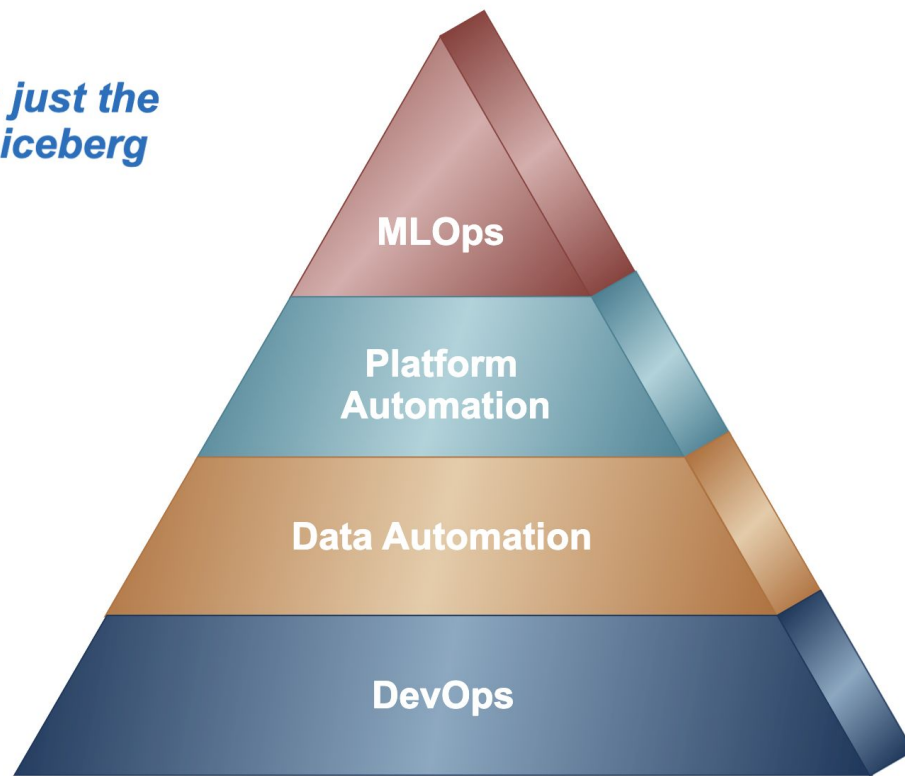 just the
iceberg
MLOps
Platform
Automation
Data Automation
DevOps